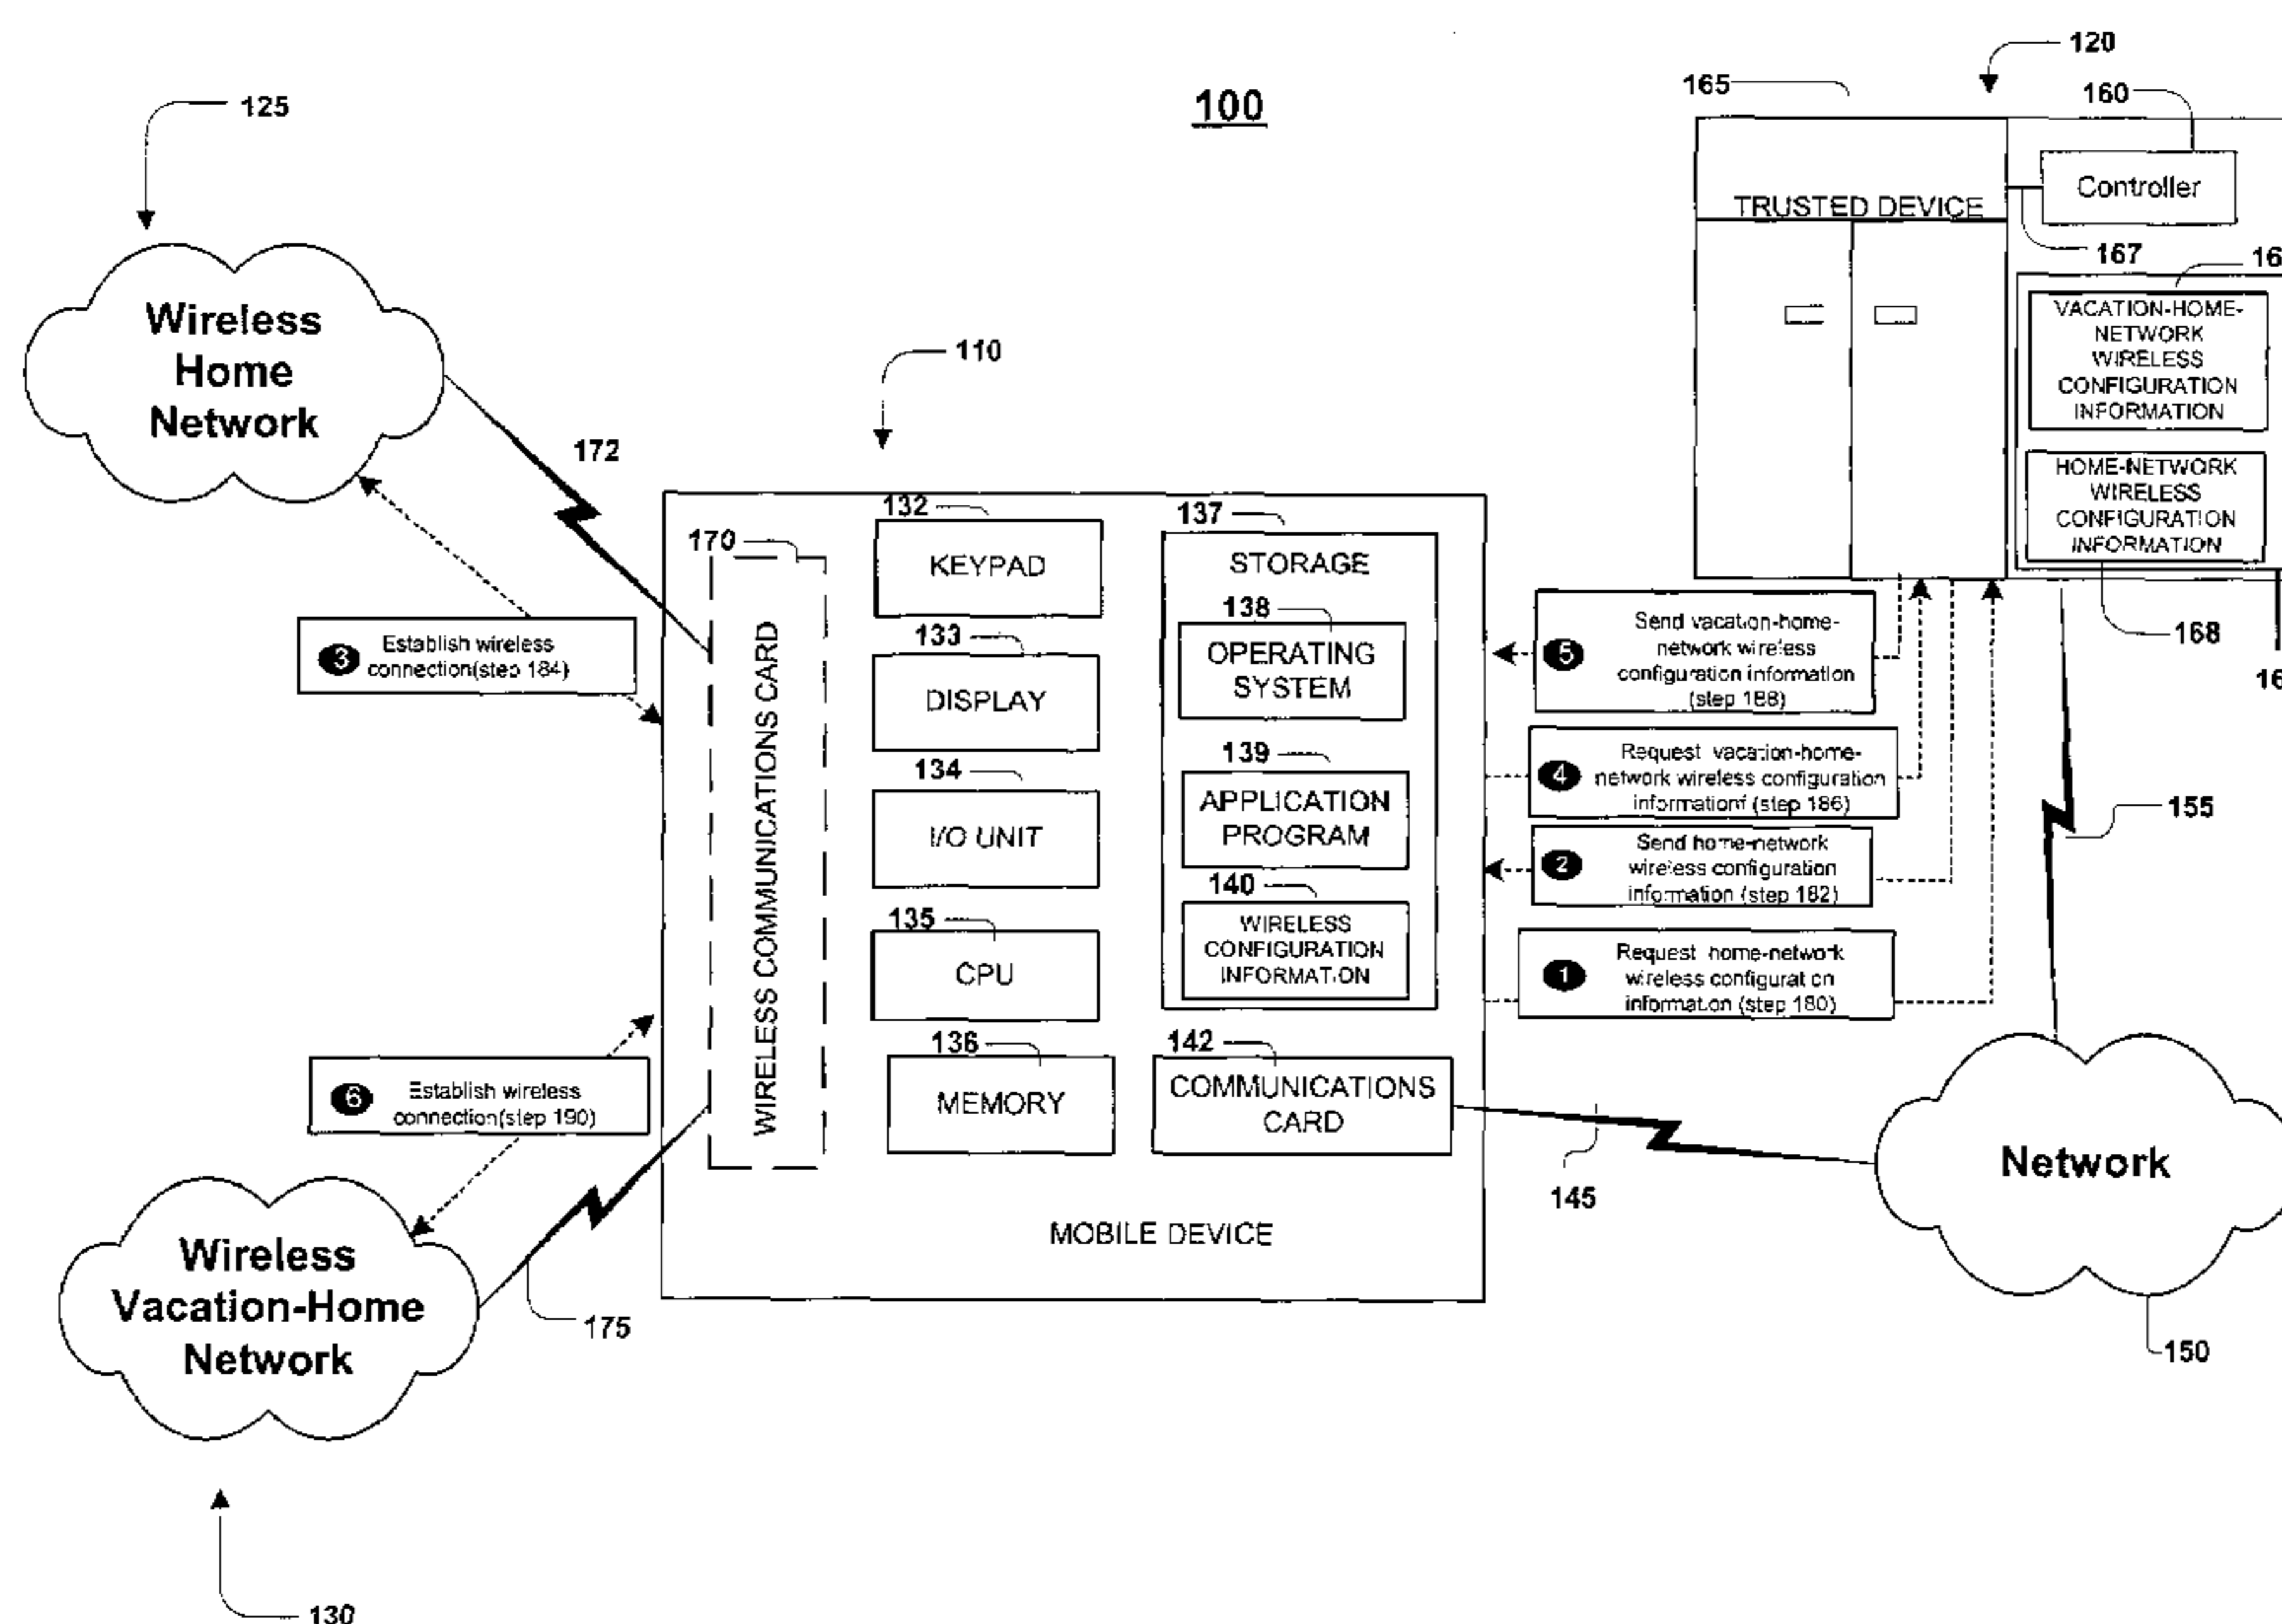 100
120
125
165
160
Controller
TRUSTED DEVICE
167
VACATION-HOME-
NETWORK
WIRELESS
CONFIGURATION
INFORMATION
HOME-NETWORK
WIRELESS
CONFIGURATION
INFORMATION
168
Wireless
Home
Network
172
110
170
WIRELESS COMMUNICATIONS CARD
132
KEYPAD
133
DISPLAY
134
I/O UNIT
135
CPU
136
MEMORY
137
STORAGE
138
OPERATING
SYSTEM
139
APPLICATION
PROGRAM
140
WIRELESS
CONFIGURATION
INFORMATION
142
COMMUNICATIONS
CARD
MOBILE DEVICE
3 Establish wireless
connection(step 184)
5 Send vacation-home-
network wireless
configuration information
(step 188)
4 Request vacation-home-
network wireless configuration
informationf (step 186)
2 Send home-network
wireless configuration
information (step 182)
1 Request home-network
wireless configuration
information (step 180)
155
6 Establish wireless
connection(step 190)
145
Network
150
Wireless
Vacation-Home
Network
175
130